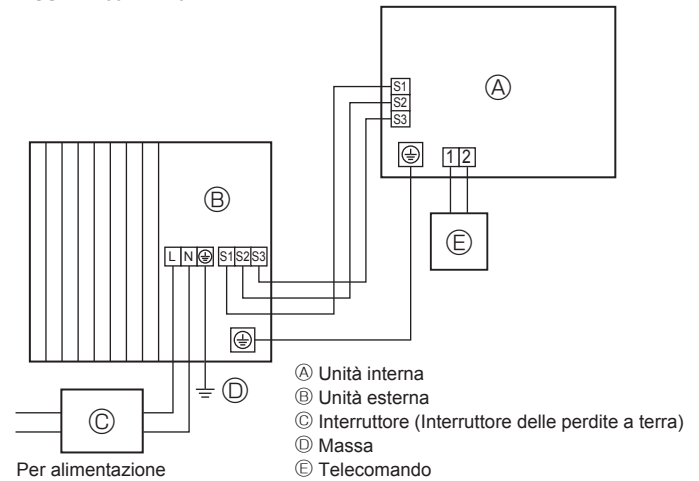 S1
S2
S3
Ⓐ
1 2
Ⓑ
Ⓔ
L N S1 S2 S3
Ⓓ
Ⓒ
Per alimentazione
Ⓐ Unità interna
Ⓑ Unità esterna
Ⓒ Interruttore (Interruttore delle perdite a terra)
Ⓓ Massa
Ⓔ Telecomando